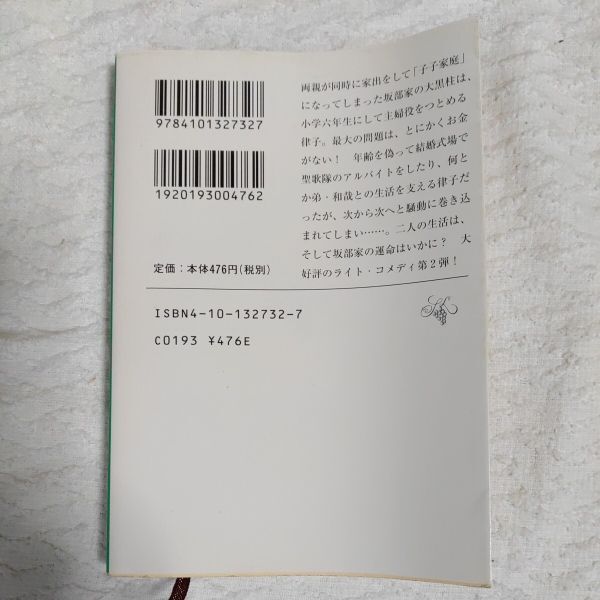 9784101327327
1920193004762
定価:本体476円(税別)
両親が同時に家出をして「子子家庭」
になってしまった坂部家の大黒柱は、
小学六年生にして主婦役をつとめる
律子。最大の問題は、とにかくお金
がない! 年齢を偽って結婚式場で
聖歌隊のアルバイトをしたり、何と
か弟・和哉との生活を支える律子だ
ったが、次から次へと騒動に巻き込
まれてしまい……。二人の生活は、
そして坂部家の運命はいかに? 大
好評のライト・コメディ第2弾!
ISBN4-10-132732-7
C0193 ¥476E